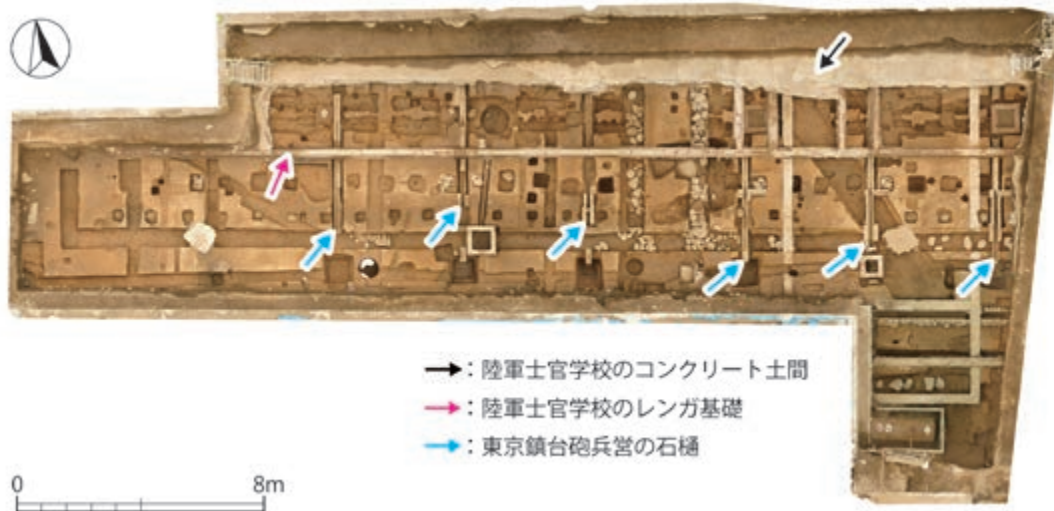 →：陸軍士官学校のコンクリート土間
→：陸軍士官学校のレンガ基礎
→：東京鎮台砲兵営の石樋
0 8m